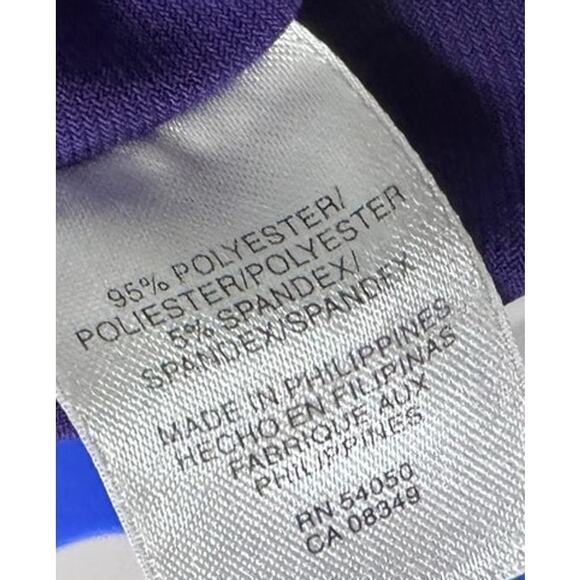 95% POLYESTER/
POLIESTER/POLYESTER
5% SPANDEX/
SPANDEX/SPANDEX
MADE IN PHILIPPINES
HECHO EN FILIPINAS
FABRIQUE AUX
PHILIPPINES
RN 54050
CA 08349